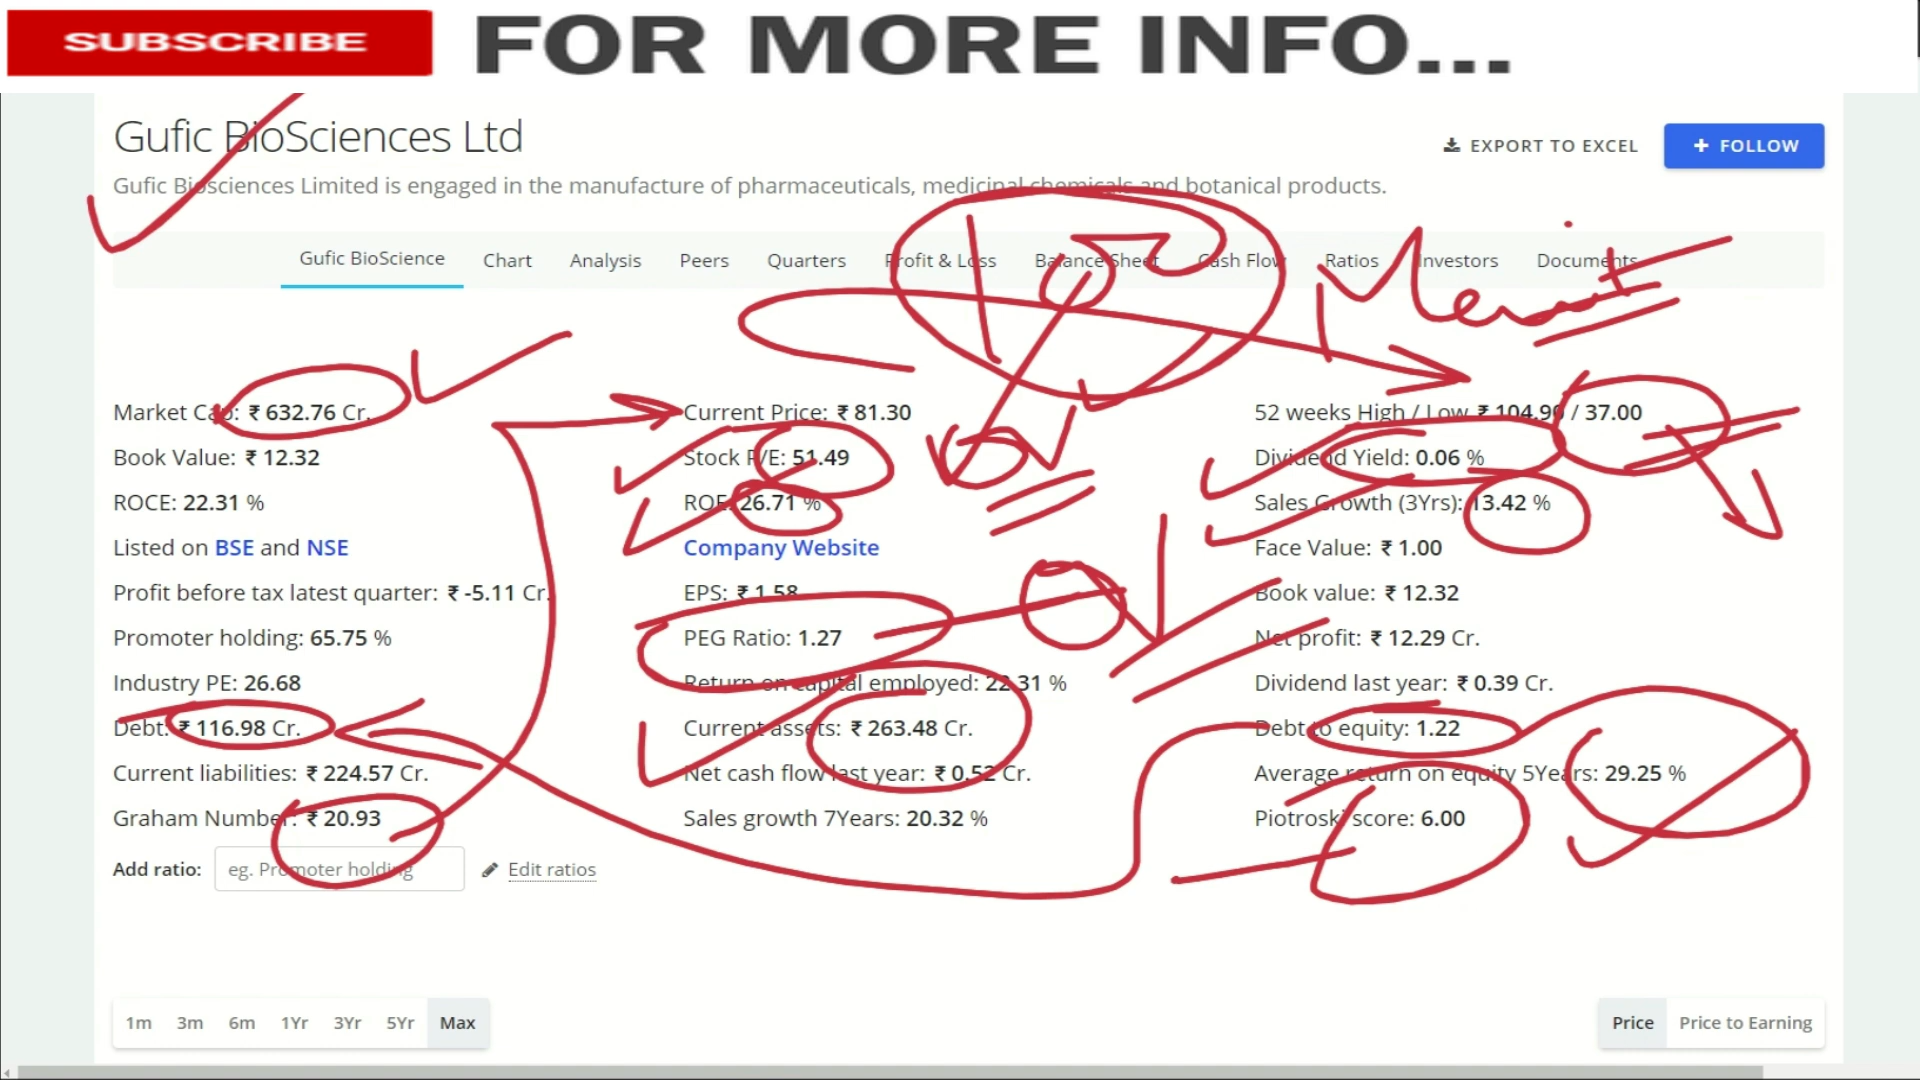 SUBSCRIBE FOR MORE INFO...
Gufic BioSciences Ltd
EXPORT TO EXCEL + FOLLOW
Gufic Biosciences Limited is engaged in the manufacture of pharmaceuticals, medicinal chemicals and botanical products.
Gufic BioScience Chart Analysis Peers Quarters Profit & Loss Balance Sheet Cash Flow Ratios Investors Documents
Market Cap: ₹ 632.76 Cr. Current Price: ₹ 81.30 52 weeks High / Low ₹ 104.90 / 37.00
Book Value: ₹ 12.32 Stock P/E: 51.49 Dividend Yield: 0.06 %
ROCE: 22.31 % ROE: 26.71 % Sales Growth (3Yrs): 13.42 %
Listed on BSE and NSE Company Website Face Value: ₹ 1.00
Profit before tax latest quarter: ₹ -5.11 Cr. EPS: ₹ 1.58 Book value: ₹ 12.32
Promoter holding: 65.75 % PEG Ratio: 1.27 Net profit: ₹ 12.29 Cr.
Industry PE: 26.68 Return on capital employed: 22.31 % Dividend last year: ₹ 0.39 Cr.
Debt: ₹ 116.98 Cr. Current assets: ₹ 263.48 Cr. Debt to equity: 1.22
Current liabilities: ₹ 224.57 Cr. Net cash flow last year: ₹ 0.52 Cr. Average return on equity 5Years: 29.25 %
Graham Number: ₹ 20.93 Sales growth 7Years: 20.32 % Piotroski score: 6.00
Add ratio: eg. Promoter holding Edit ratios
1m 3m 6m 1Yr 3Yr 5Yr Max Price Price to Earning